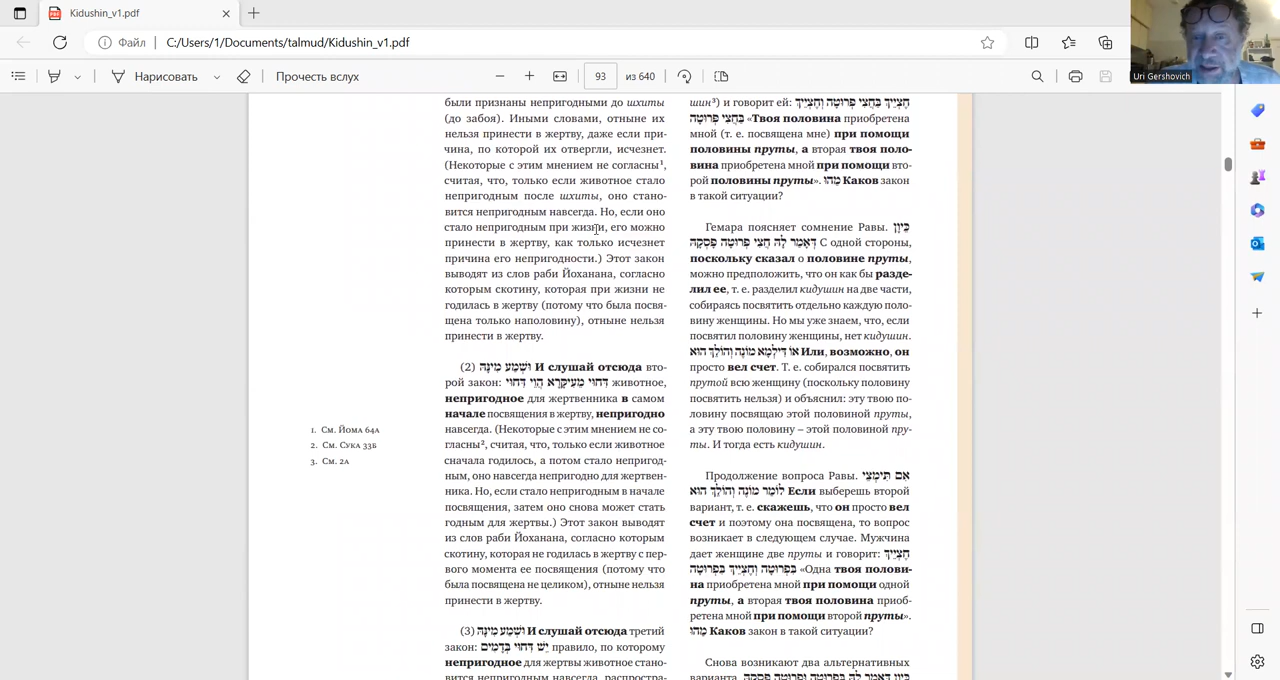 Kidushin_v1.pdf
Файл
C:/Users/1/Documents/talmud/Kidushin_v1.pdf
Нарисовать
Прочесть вслух
93
из 640
Uri Gershovich
были признаны непригодными до шхиты
(до забоя). Иными словами, отныне их
нельзя принести в жертву, даже если при-
чина, по которой их отвергли, исчезнет.
(Некоторые с этим мнением не согласны¹,
считая, что, только если животное стало
непригодным после шхиты, оно стано-
вится непригодным навсегда. Но, если оно
стало непригодным при жизни, его можно
принести в жертву, как только исчезнет
причина его непригодности.) Этот закон
выводят из слов раби Йоханана, согласно
которым скотину, которая при жизни не
годилась в жертву (потому что была посвя-
щена только наполовину), отныне нельзя
принести в жертву.
(2) וּשְׁמַע מִינָּהּ И слушай отсюда вто-
рой закон: דִּחוּי מֵעִיקָּרָא הֲוֵי דִּחוּי животное,
непригодное для жертвенника в самом
начале посвящения в жертву, непригодно
навсегда. (Некоторые с этим мнением не со-
гласны², считая, что, только если животное
сначала годилось, а потом стало непригод-
ным, оно навсегда непригодно для жертвен-
ника. Но, если стало непригодным в начале
посвящения, затем оно снова может стать
годным для жертвы.) Этот закон выводят
из слов раби Йоханана, согласно которым
скотину, которая не годилась в жертву с пер-
вого момента ее посвящения (потому что
была посвящена не целиком), отныне нельзя
принести в жертву.
(3) וּשְׁמַע מִינָּהּ И слушай отсюда третий
закон: יֵשׁ דִּחוּי בְּדָמִים правило, по которому
непригодное для жертвы животное стано-
1. См. Йома 64а
2. См. Сука 33б
3. См. 2а
шин³) и говорит ей: חֶצְיֵיךְ בַּחֲצִי פְּרוּטָה וְחֶצְיֵיךְ
בַּחֲצִי פְּרוּטָה «Твоя половина приобретена
мной (т. е. посвящена мне) при помощи
половины пруты, а вторая твоя поло-
вина приобретена мной при помощи вто-
рой половины пруты». מַהוּ Каков закон
в такой ситуации?
Гемара поясняет сомнение Равы. כֵּיוָן
דְּאָמַר לָהּ חֲצִי פְּרוּטָה פַּסְקַהּ С одной стороны,
поскольку сказал о половине пруты,
можно предположить, что он как бы разде-
лил ее, т. е. разделил кидушин на две части,
собираясь посвятить отдельно каждую поло-
вину женщины. Но мы уже знаем, что, если
посвятил половину женщины, нет кидушин.
אוֹ דִּילְמָא מוֹנֶה וְהוֹלֵךְ הוּא Или, возможно, он
просто вел счет. Т. е. собирался посвятить
прутой всю женщину (поскольку половину
посвятить нельзя) и объяснил: эту твою по-
ловину посвящаю этой половиной пруты,
а эту твою половину – этой половиной пру-
ты. И тогда есть кидушин.
Продолжение вопроса Равы. אִם תִּימְצֵי
לוֹמַר מוֹנֶה וְהוֹלֵךְ הוּא Если выберешь второй
вариант, т. е. скажешь, что он просто вел
счет и поэтому она посвящена, то вопрос
возникает в следующем случае. Мужчина
дает женщине две пруты и говорит: חֶצְיֵיךְ
בִּפְרוּטָה וְחֶצְיֵיךְ בִּפְרוּטָה «Одна твоя полови-
на приобретена мной при помощи одной
пруты, а вторая твоя половина приоб-
ретена мной при помощи второй пруты».
מַהוּ Каков закон в такой ситуации?
Снова возникают два альтернативных
варианта.